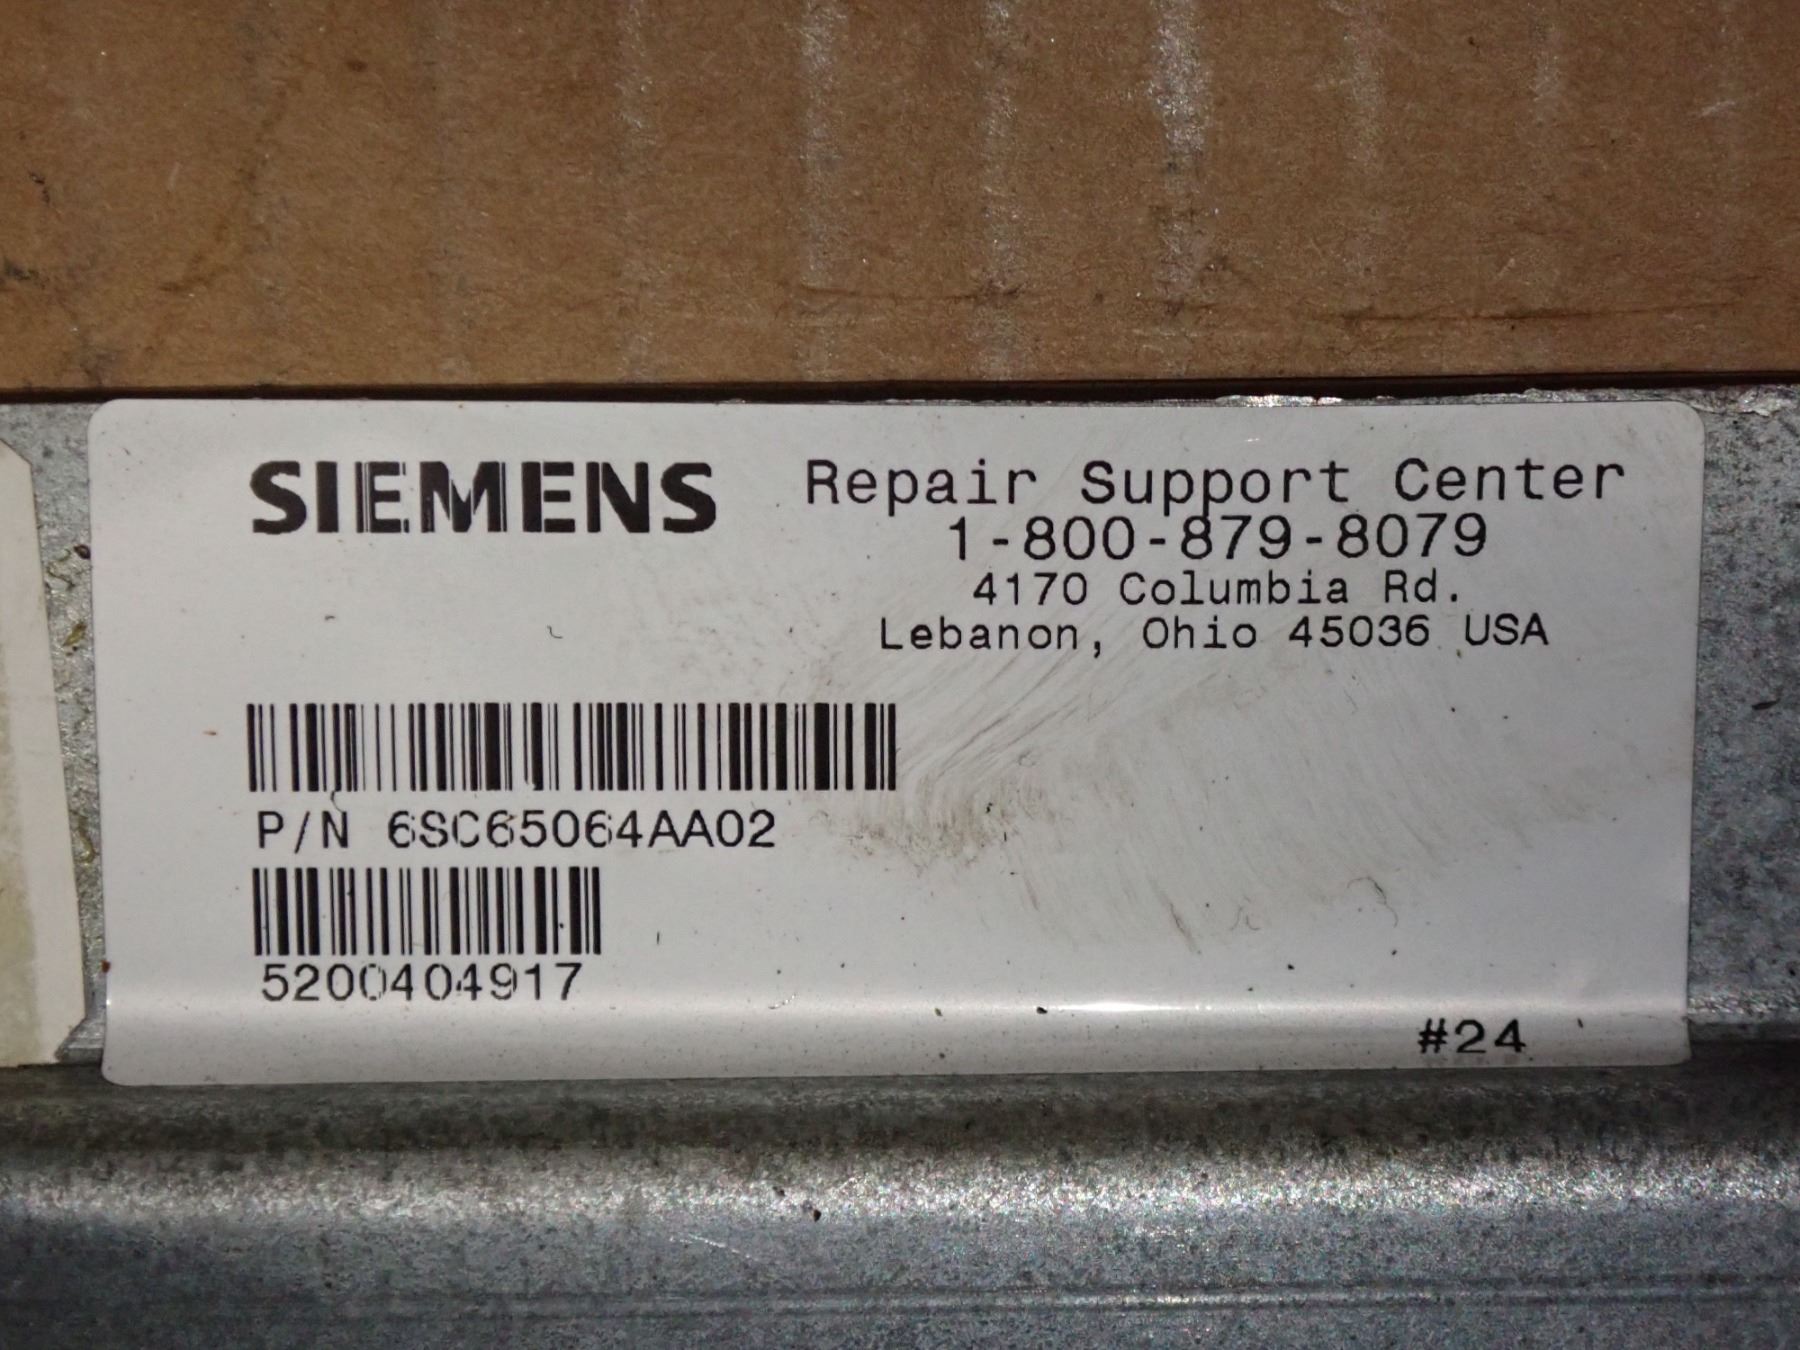 SIEMENS
Repair Support Center
1-800-879-8079
4170 Columbia Rd.
Lebanon, Ohio 45036 USA
P/N 6SC65064AA02
5200404917
#24